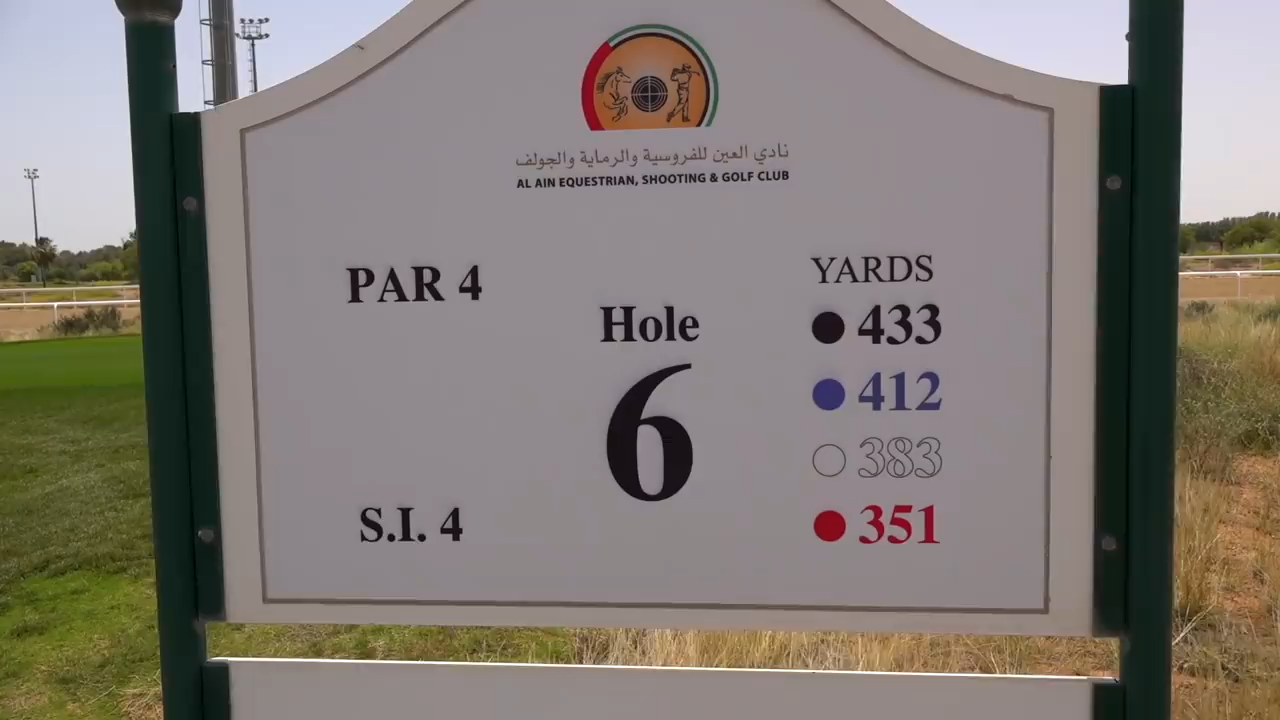 نادي العين للفروسية والرماية والجولف
AL AIN EQUESTRIAN, SHOOTING & GOLF CLUB
PAR 4
Hole
6
S.I. 4
YARDS
433
412
383
351